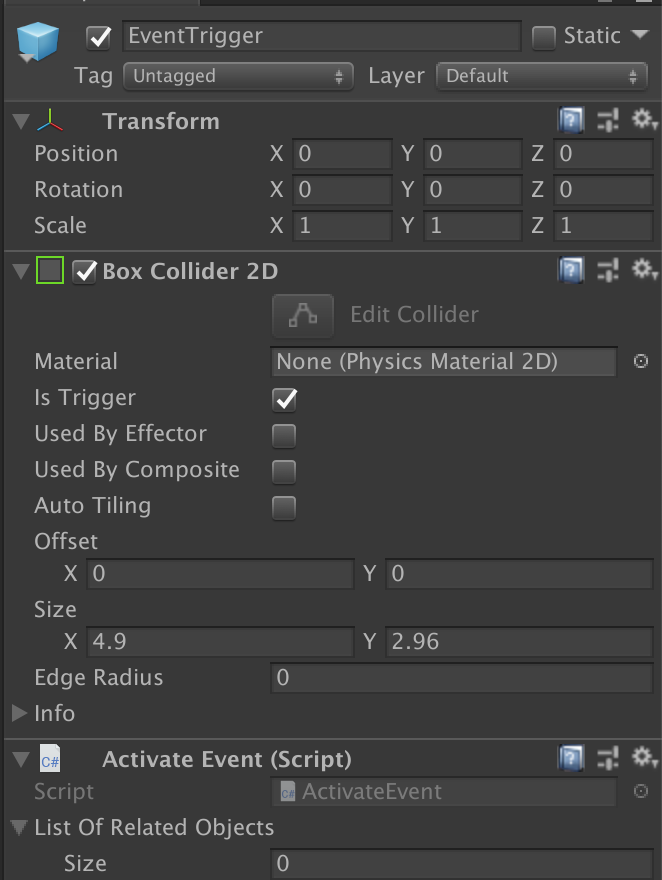 EventTrigger Static
Tag Untagged Layer Default
Transform
Position X 0 Y 0 Z 0
Rotation X 0 Y 0 Z 0
Scale X 1 Y 1 Z 1
Box Collider 2D
Edit Collider
Material None (Physics Material 2D)
Is Trigger
Used By Effector
Used By Composite
Auto Tiling
Offset
X 0 Y 0
Size
X 4.9 Y 2.96
Edge Radius 0
Info
C# Activate Event (Script)
Script C# ActivateEvent
List Of Related Objects
Size 0